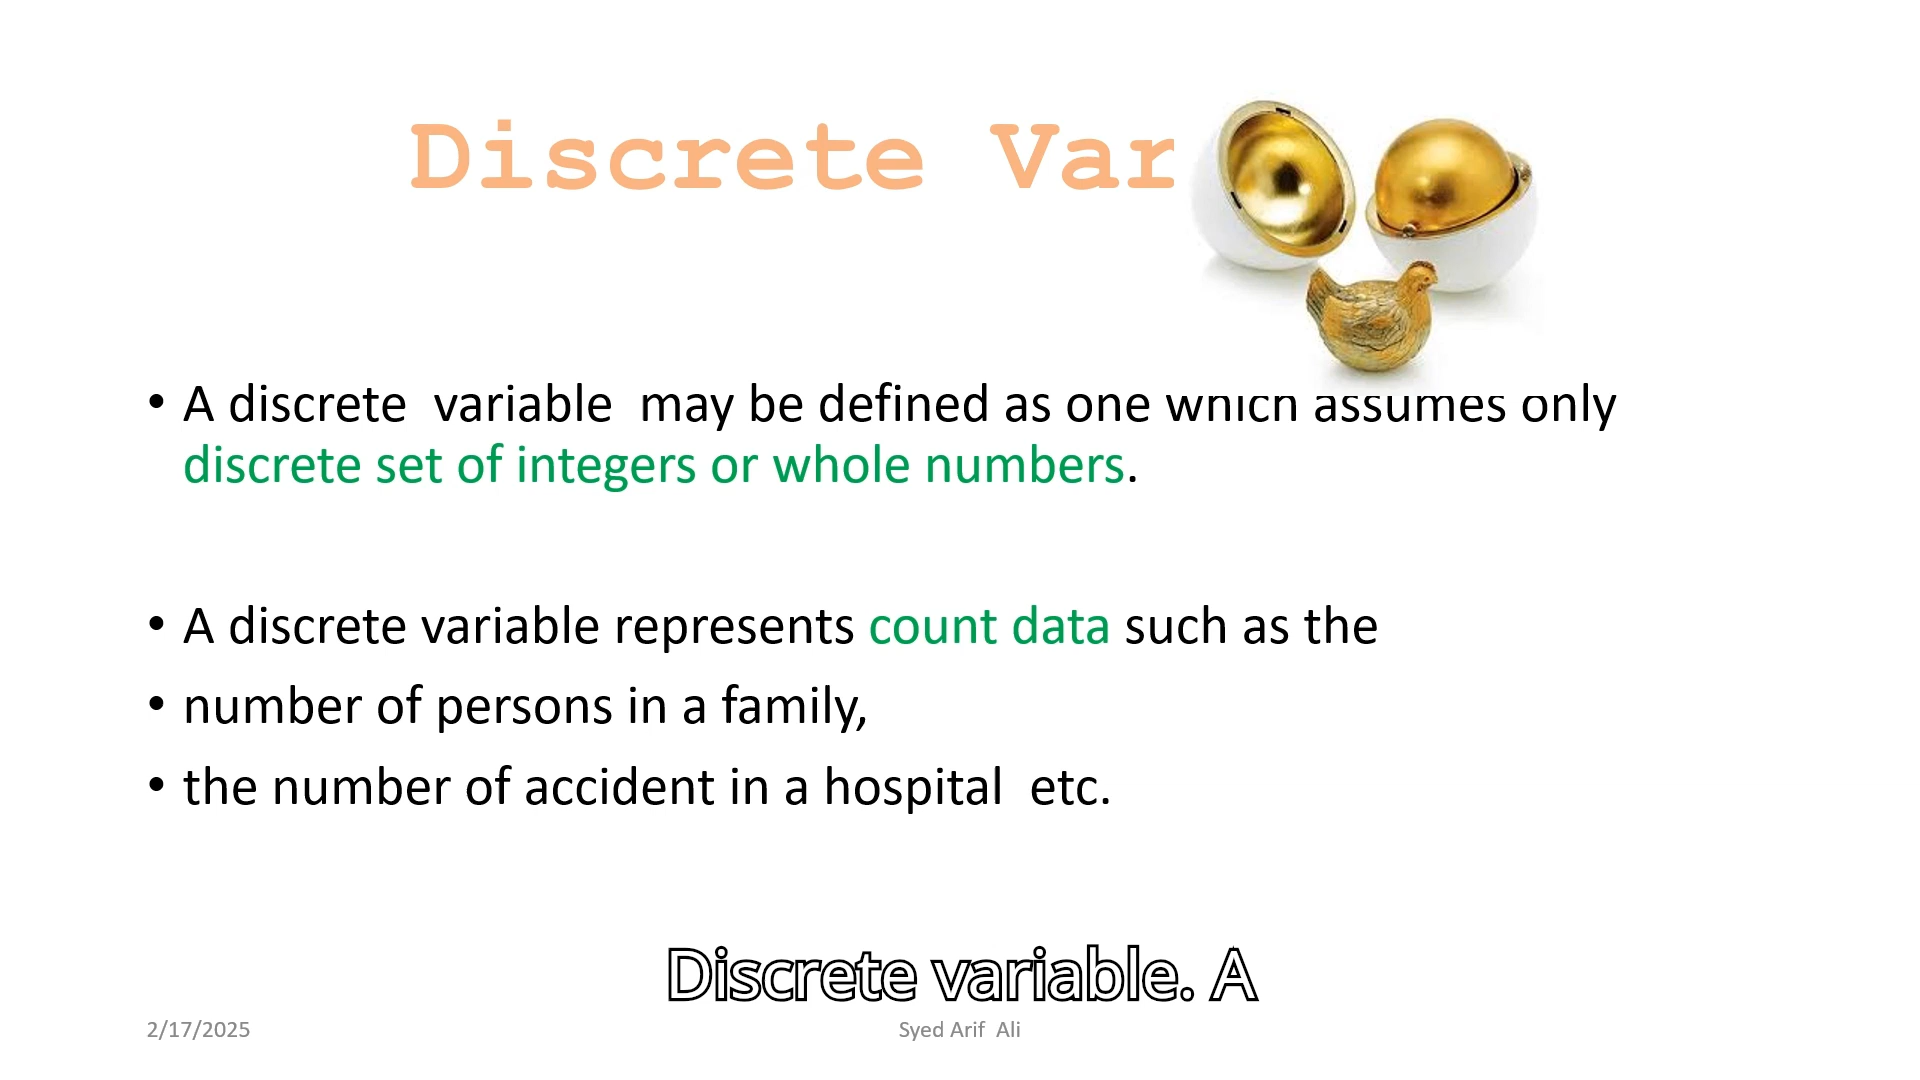 Discrete Var
• A discrete variable may be defined as one which assumes only
discrete set of integers or whole numbers.
• A discrete variable represents count data such as the
• number of persons in a family,
• the number of accident in a hospital etc.
Discrete variable. A
2/17/2025
Syed Arif Ali